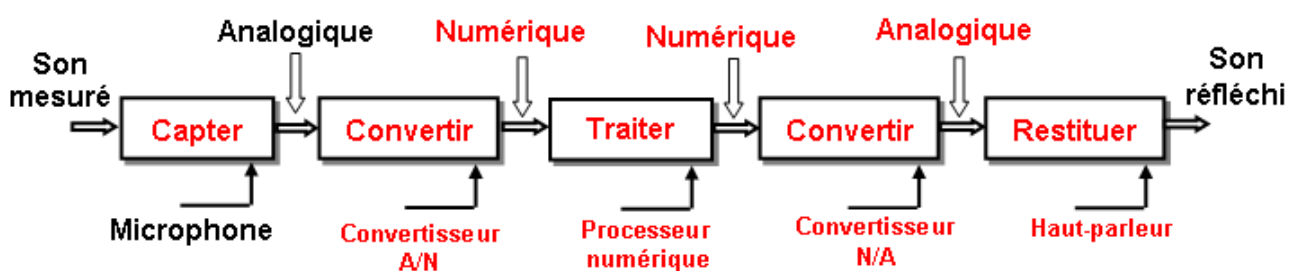 Analogique
Numérique
Numérique
Analogique
Son
mesuré
Son
réfléchi
Capter
Convertir
Traiter
Convertir
Restituer
Microphone
Convertisseur
A/N
Processeur
numérique
Convertisseur
N/A
Haut-parleur